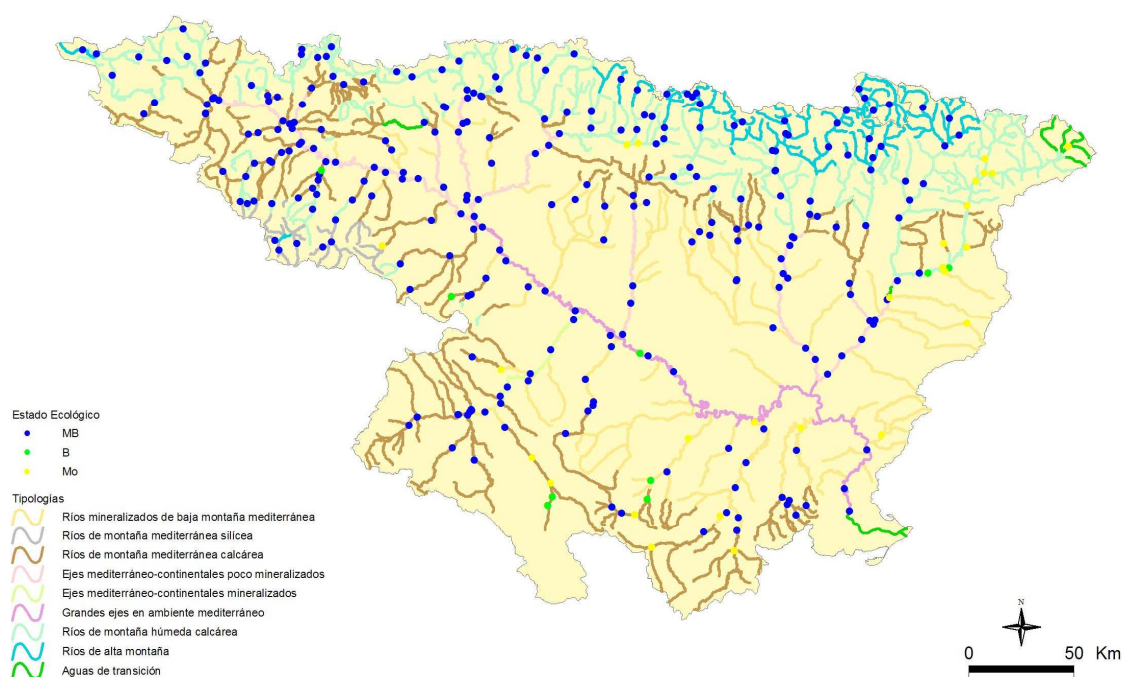 Estado Ecológico
MB
B
Mo
Tipologías
Ríos mineralizados de baja montaña mediterránea
Ríos de montaña mediterránea silícea
Ríos de montaña mediterránea calcárea
Ejes mediterráneo-continentales poco mineralizados
Ejes mediterráneo-continentales mineralizados
Grandes ejes en ambiente mediterráneo
Ríos de montaña húmeda calcárea
Ríos de alta montaña
Aguas de transición
N
0 50 Km